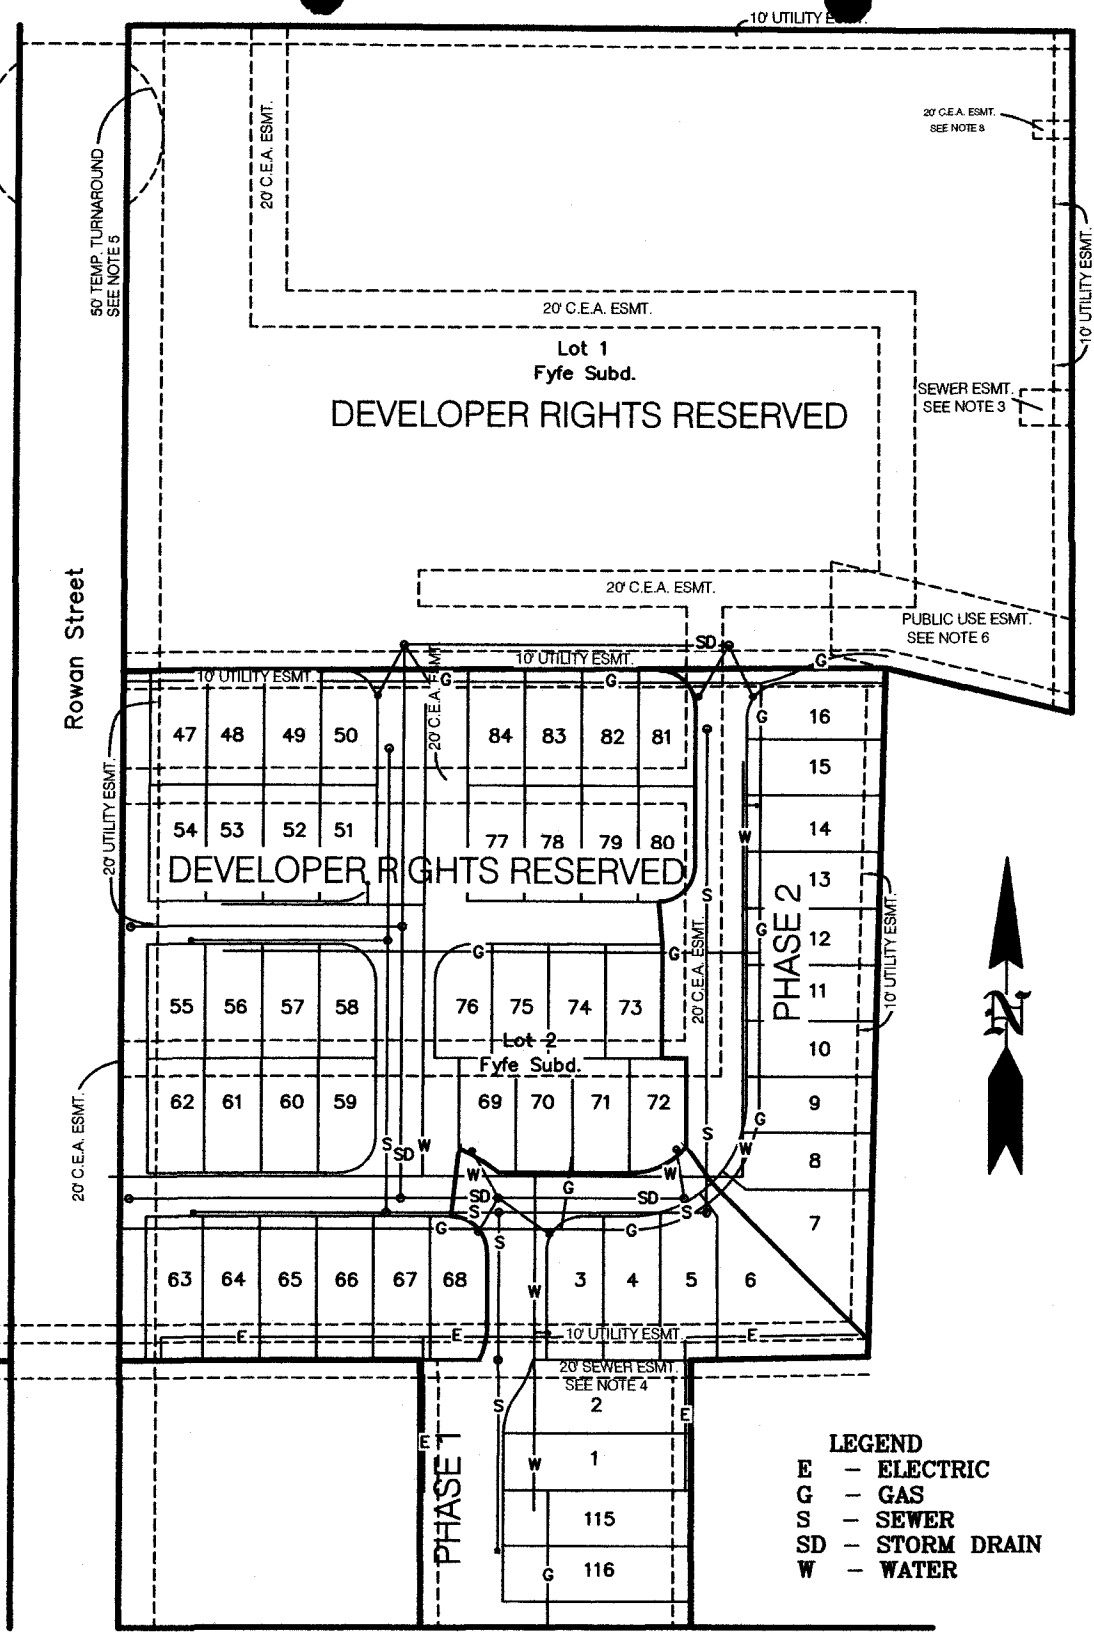 10' UTILITY ESMT.
20' C.E.A. ESMT.
SEE NOTE 8
20' C.E.A. ESMT.
50' TEMP. TURNAROUND
SEE NOTE 5
10' UTILITY ESMT.
20' C.E.A. ESMT.
Lot 1
Fyfe Subd.
DEVELOPER RIGHTS RESERVED
SEWER ESMT.
SEE NOTE 3
20' C.E.A. ESMT.
PUBLIC USE ESMT.
SEE NOTE 6
Rowan Street
SD
10' UTILITY ESMT.
G
10' UTILITY ESMT.
G
G
20' C.E.A. ESMT.
G
16
47 48 49 50
84 83 82 81
15
20' UTILITY ESMT.
W
14
54 53 52 51
77 78 79 80
DEVELOPER RIGHTS RESERVED
13
S
PHASE 2
G
12
10' UTILITY ESMT.
G
G
20' C.E.A. ESMT.
11
55 56 57 58
76 75 74 73
Lot 2
Fyfe Subd.
10
62 61 60 59
69 70 71 72
9
G
20' C.E.A. ESMT.
S
SD
W
S
W
8
W
G
W
SD
S
SD
S
7
G
S
G
63 64 65 66 67 68
W
3 4 5 6
E
E
10' UTILITY ESMT.
E
20' SEWER ESMT.
SEE NOTE 4
S
2
E
E
PHASE 1
W
1
115
G
116
N
LEGEND
E – ELECTRIC
G – GAS
S – SEWER
SD – STORM DRAIN
W – WATER